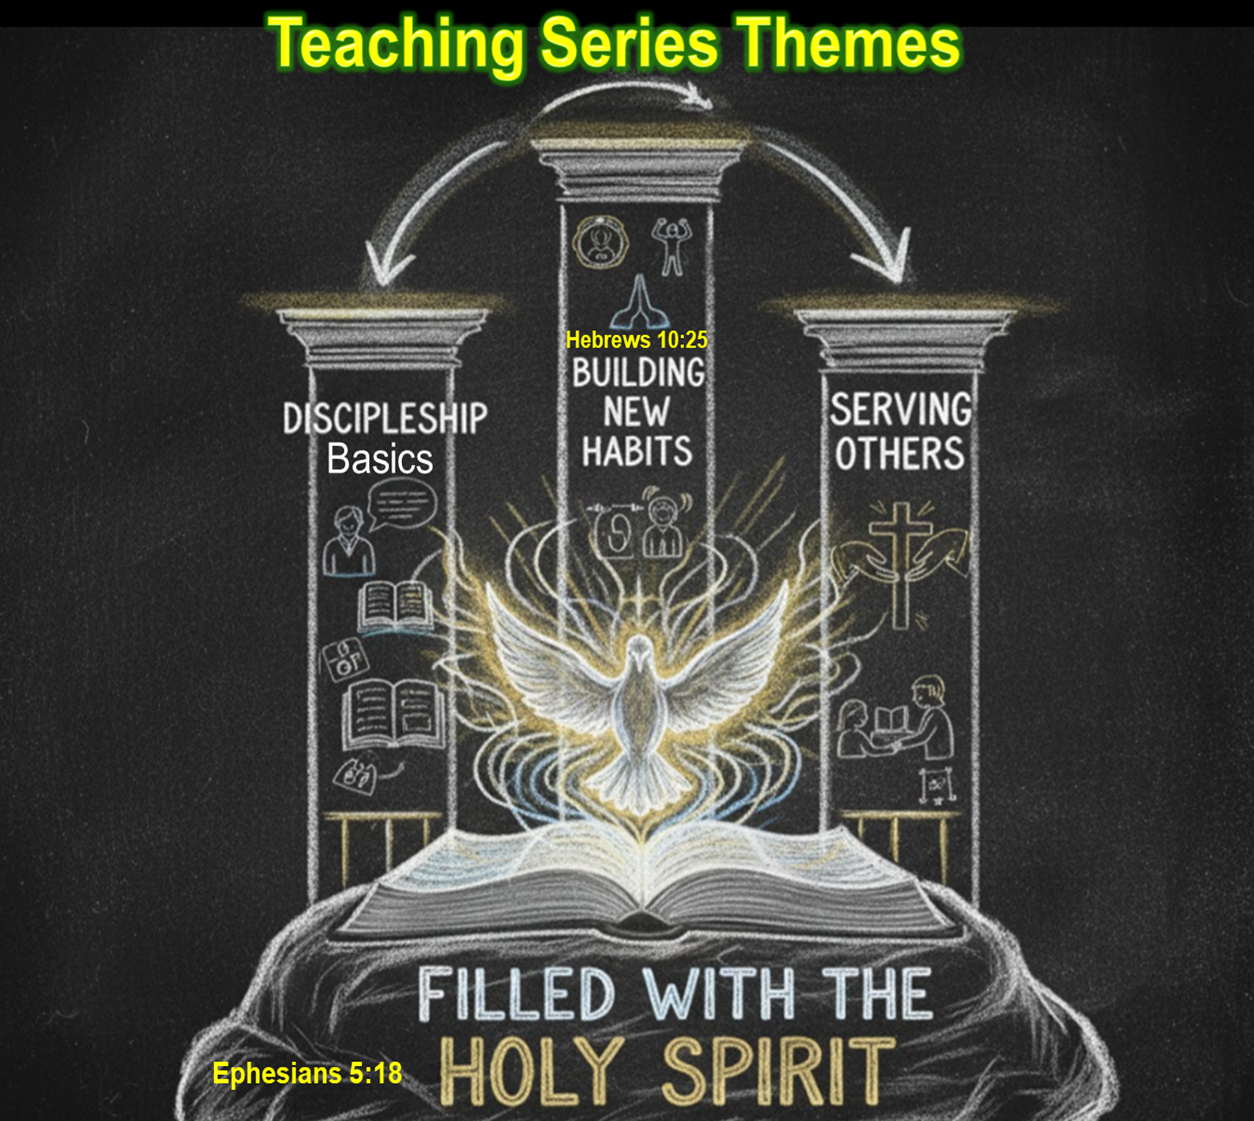 Teaching Series Themes
Hebrews 10:25
BUILDING
NEW
HABITS
DISCIPLESHIP
Basics
SERVING
OTHERS
FILLED WITH THE
HOLY SPIRIT
Ephesians 5:18